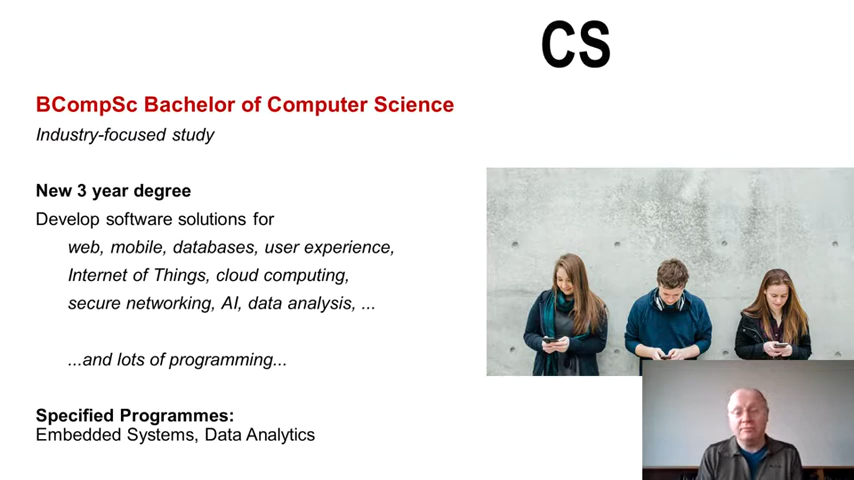 CS
BCompSc Bachelor of Computer Science
Industry-focused study
New 3 year degree
Develop software solutions for
web, mobile, databases, user experience,
Internet of Things, cloud computing,
secure networking, AI, data analysis, ...
...and lots of programming...
Specified Programmes:
Embedded Systems, Data Analytics